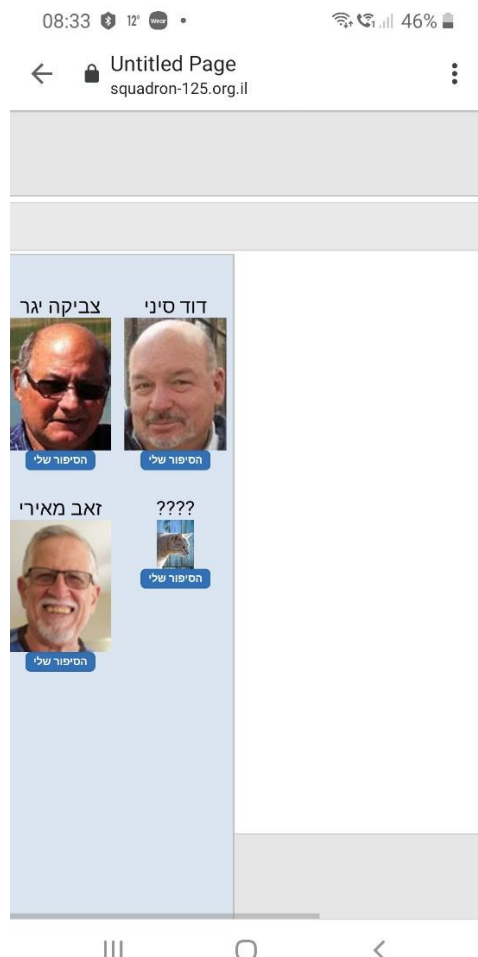 08:33 12° Wear 46%
Untitled Page
squadron-125.org.il
דוד סיני
צביקה יגר
הסיפור שלי
הסיפור שלי
????
זאב מאירי
הסיפור שלי
הסיפור שלי